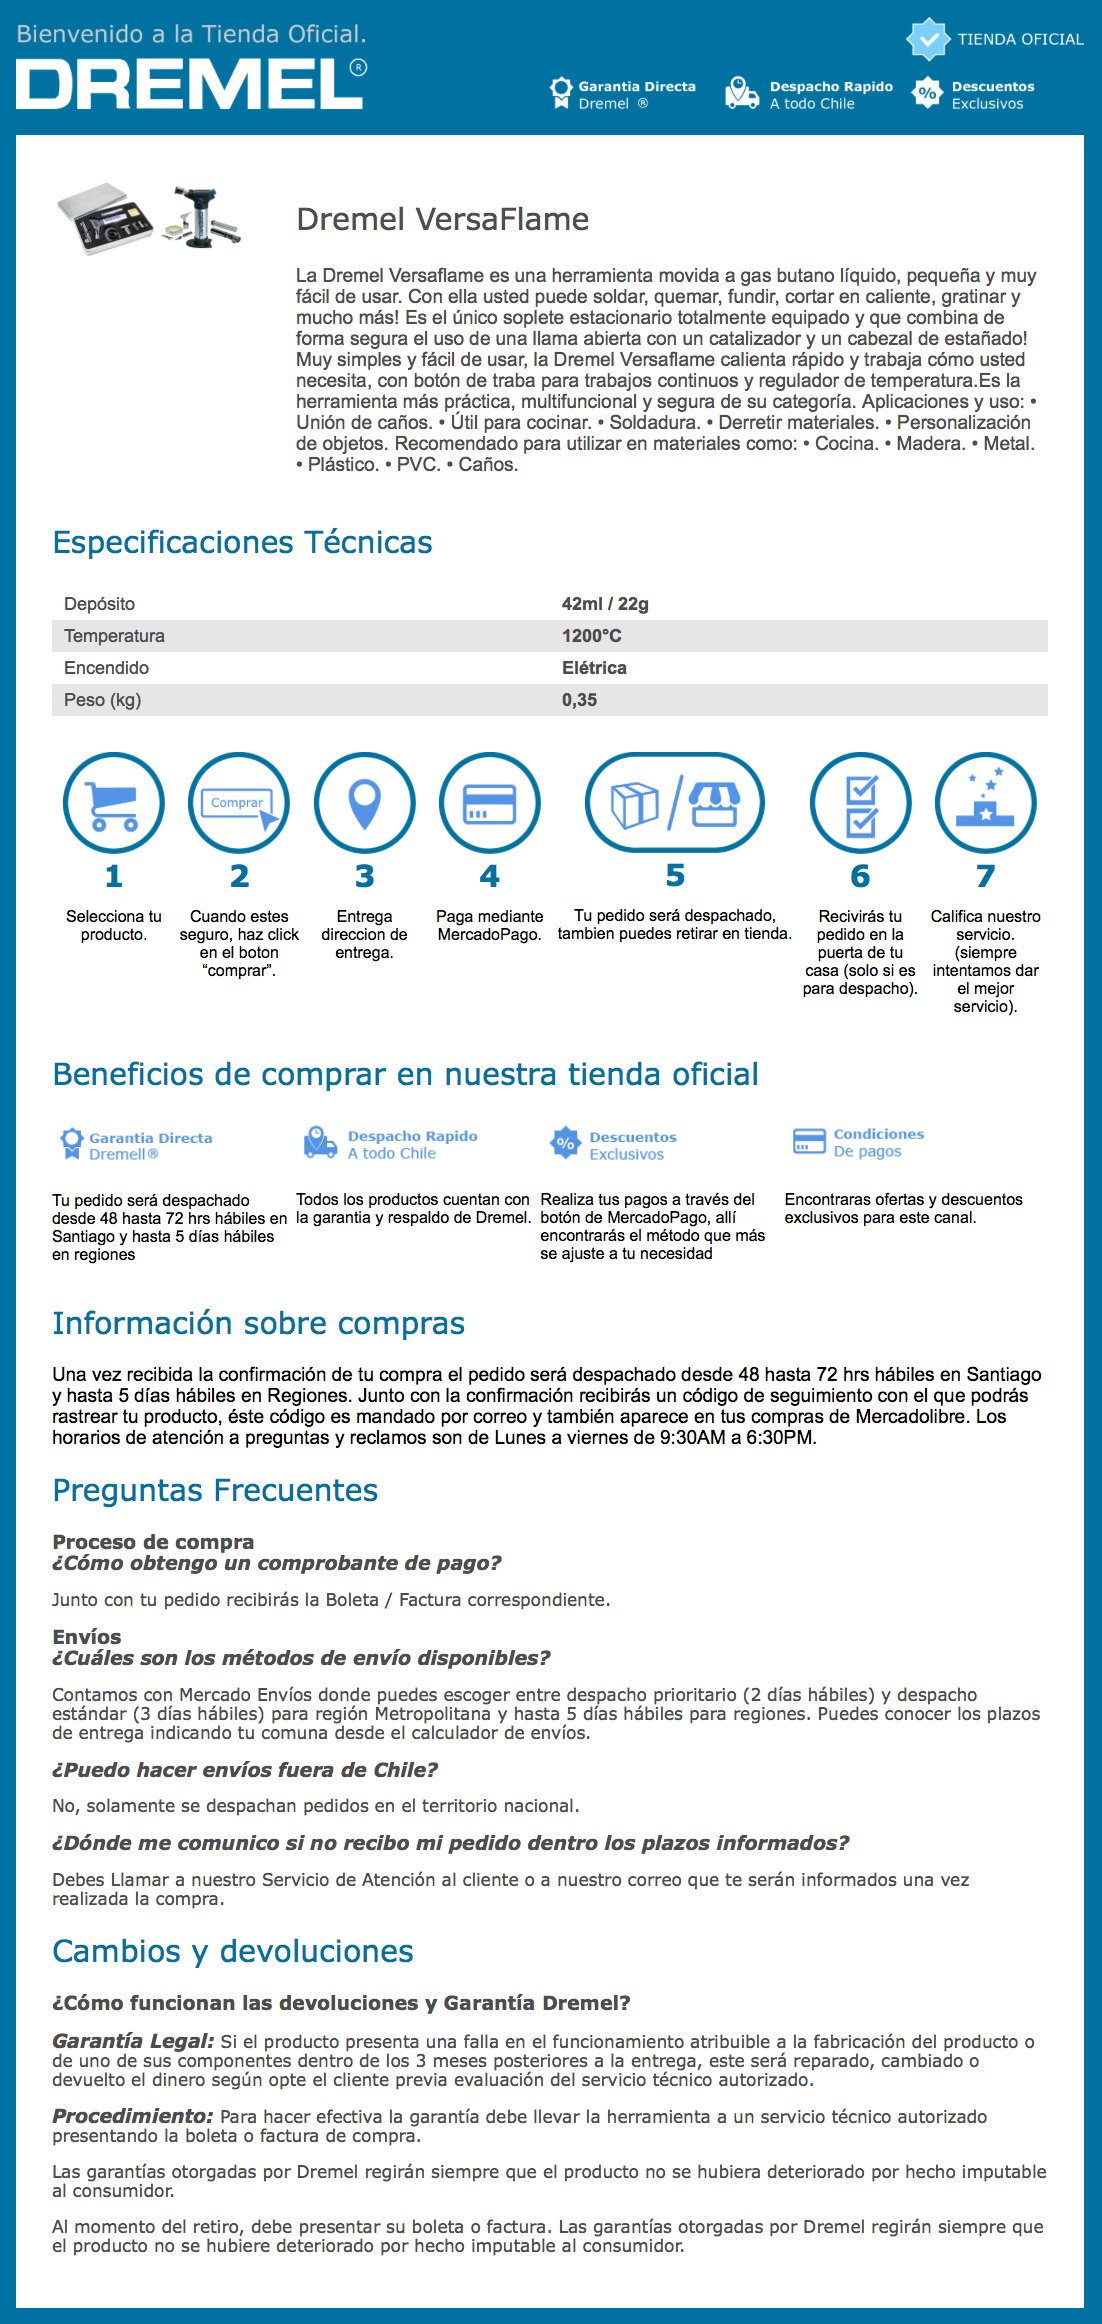 Bienvenido a la Tienda Oficial.
DREMEL®
TIENDA OFICIAL
Garantia Directa
Dremel ®
Despacho Rapido
A todo Chile
%
Descuentos
Exclusivos
Dremel VersaFlame
La Dremel Versaflame es una herramienta movida a gas butano líquido, pequeña y muy
fácil de usar. Con ella usted puede soldar, quemar, fundir, cortar en caliente, gratinar y
mucho más! Es el único soplete estacionario totalmente equipado y que combina de
forma segura el uso de una llama abierta con un catalizador y un cabezal de estañado!
Muy simples y fácil de usar, la Dremel Versaflame calienta rápido y trabaja cómo usted
necesita, con botón de traba para trabajos continuos y regulador de temperatura.Es la
herramienta más práctica, multifuncional y segura de su categoría. Aplicaciones y uso: •
Unión de caños. • Útil para cocinar. • Soldadura. • Derretir materiales. • Personalización
de objetos. Recomendado para utilizar en materiales como: • Cocina. • Madera. • Metal.
• Plástico. • PVC. • Caños.
Especificaciones Técnicas
Depósito 42ml / 22g
Temperatura 1200°C
Encendido Elétrica
Peso (kg) 0,35
Comprar
1
Selecciona tu
producto.
2
Cuando estes
seguro, haz click
en el boton
“comprar”.
3
Entrega
direccion de
entrega.
4
Paga mediante
MercadoPago.
5
Tu pedido será despachado,
tambien puedes retirar en tienda.
6
Recivirás tu
pedido en la
puerta de tu
casa (solo si es
para despacho).
7
Califica nuestro
servicio.
(siempre
intentamos dar
el mejor
servicio).
Beneficios de comprar en nuestra tienda oficial
Garantia Directa
Dremell®
Tu pedido será despachado
desde 48 hasta 72 hrs hábiles en
Santiago y hasta 5 días hábiles
en regiones
Despacho Rapido
A todo Chile
Todos los productos cuentan con
la garantia y respaldo de Dremel.
%
Descuentos
Exclusivos
Realiza tus pagos a través del
botón de MercadoPago, allí
encontrarás el método que más
se ajuste a tu necesidad
Condiciones
De pagos
Encontraras ofertas y descuentos
exclusivos para este canal.
Información sobre compras
Una vez recibida la confirmación de tu compra el pedido será despachado desde 48 hasta 72 hrs hábiles en Santiago
y hasta 5 días hábiles en Regiones. Junto con la confirmación recibirás un código de seguimiento con el que podrás
rastrear tu producto, éste código es mandado por correo y también aparece en tus compras de Mercadolibre. Los
horarios de atención a preguntas y reclamos son de Lunes a viernes de 9:30AM a 6:30PM.
Preguntas Frecuentes
Proceso de compra
¿Cómo obtengo un comprobante de pago?
Junto con tu pedido recibirás la Boleta / Factura correspondiente.
Envíos
¿Cuáles son los métodos de envío disponibles?
Contamos con Mercado Envíos donde puedes escoger entre despacho prioritario (2 días hábiles) y despacho
estándar (3 días hábiles) para región Metropolitana y hasta 5 días hábiles para regiones. Puedes conocer los plazos
de entrega indicando tu comuna desde el calculador de envíos.
¿Puedo hacer envíos fuera de Chile?
No, solamente se despachan pedidos en el territorio nacional.
¿Dónde me comunico si no recibo mi pedido dentro los plazos informados?
Debes Llamar a nuestro Servicio de Atención al cliente o a nuestro correo que te serán informados una vez
realizada la compra.
Cambios y devoluciones
¿Cómo funcionan las devoluciones y Garantía Dremel?
Garantía Legal: Si el producto presenta una falla en el funcionamiento atribuible a la fabricación del producto o
de uno de sus componentes dentro de los 3 meses posteriores a la entrega, este será reparado, cambiado o
devuelto el dinero según opte el cliente previa evaluación del servicio técnico autorizado.
Procedimiento: Para hacer efectiva la garantía debe llevar la herramienta a un servicio técnico autorizado
presentando la boleta o factura de compra.
Las garantías otorgadas por Dremel regirán siempre que el producto no se hubiera deteriorado por hecho imputable
al consumidor.
Al momento del retiro, debe presentar su boleta o factura. Las garantías otorgadas por Dremel regirán siempre que
el producto no se hubiere deteriorado por hecho imputable al consumidor.